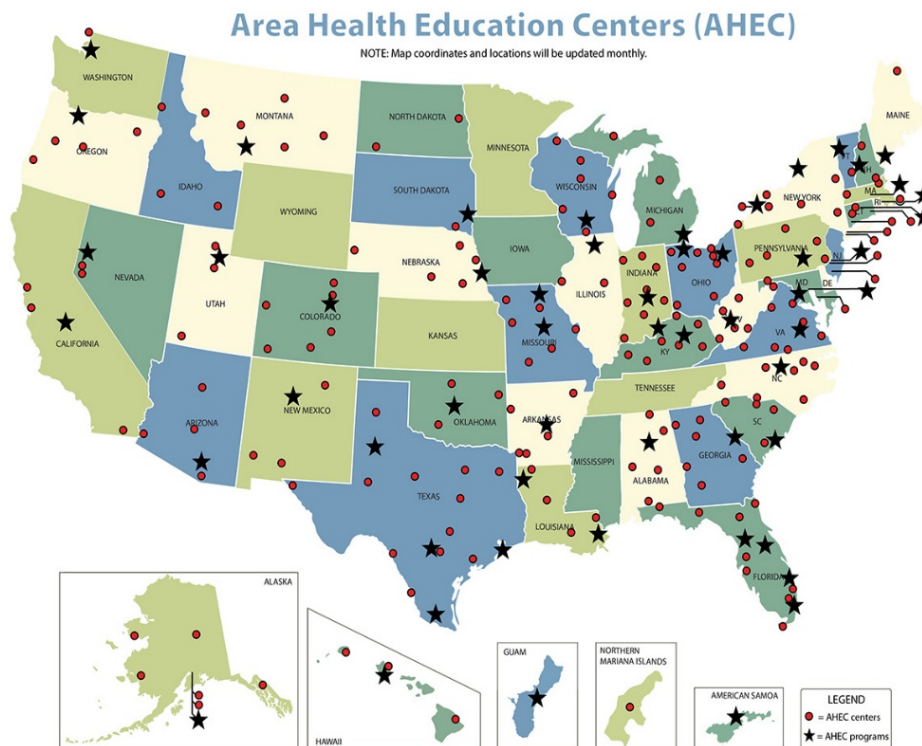 Area Health Education Centers (AHEC)
NOTE: Map coordinates and locations will be updated monthly.
WASHINGTON
MONTANA
NORTH DAKOTA
MINNESOTA
MAINE
OREGON
IDAHO
SOUTH DAKOTA
WISCONSIN
MICHIGAN
NEW YORK
VT
NH
MA
RI
CT
WYOMING
IOWA
PENNSYLVANIA
NJ
NEVADA
UTAH
NEBRASKA
ILLINOIS
INDIANA
OHIO
MD
DE
COLORADO
CALIFORNIA
KANSAS
MISSOURI
KY
VA
NC
TENNESSEE
ARIZONA
NEW MEXICO
OKLAHOMA
ARKANSAS
SC
MISSISSIPPI
ALABAMA
GEORGIA
TEXAS
LOUISIANA
FLORIDA
ALASKA
HAWAII
GUAM
NORTHERN
MARIANA ISLANDS
AMERICAN SAMOA
LEGEND
= AHEC centers
= AHEC programs